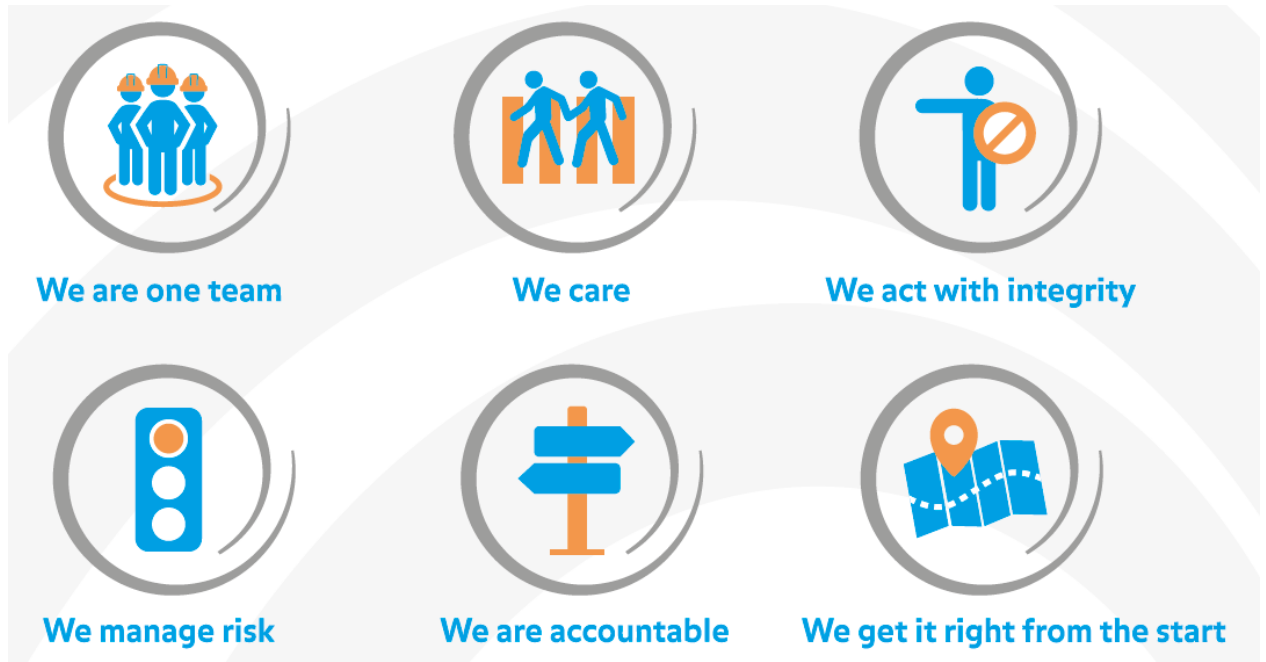 We are one team
We care
We act with integrity
We manage risk
We are accountable
We get it right from the start